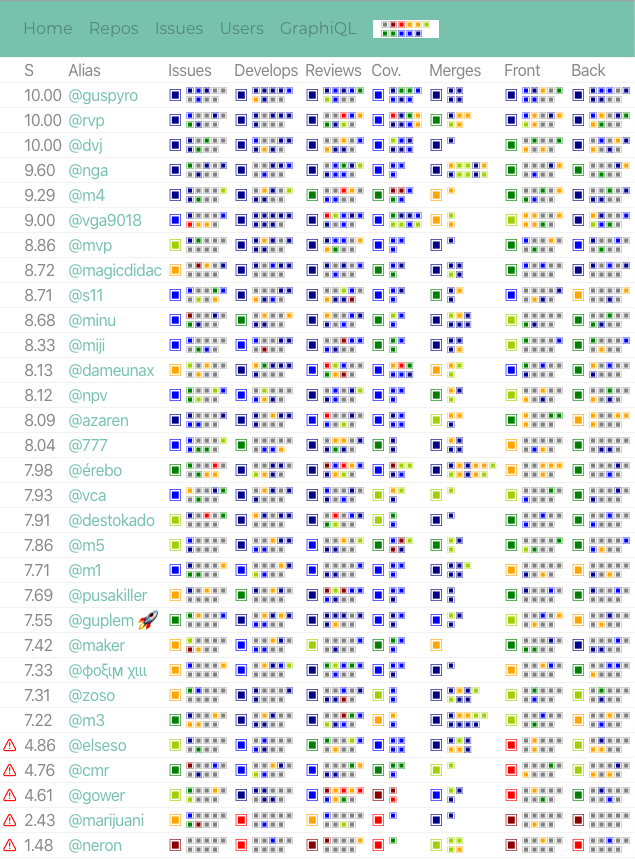 Home Repos Issues Users GraphiQL
S Alias Issues Develops Reviews Cov. Merges Front Back
10.00 @guspyro
10.00 @rvp
10.00 @dvj
9.60 @nga
9.29 @m4
9.00 @vga9018
8.86 @mvp
8.72 @magicdidac
8.71 @s11
8.68 @minu
8.33 @miji
8.13 @dameunax
8.12 @npv
8.09 @azaren
8.04 @777
7.98 @érebo
7.93 @vca
7.91 @destokado
7.86 @m5
7.71 @m1
7.69 @pusakiller
7.55 @guplem 🚀
7.42 @maker
7.33 @φοξιμ χιιι
7.31 @zoso
7.22 @m3
4.86 @elseso
4.76 @cmr
4.61 @gower
2.43 @marijuani
1.48 @neron